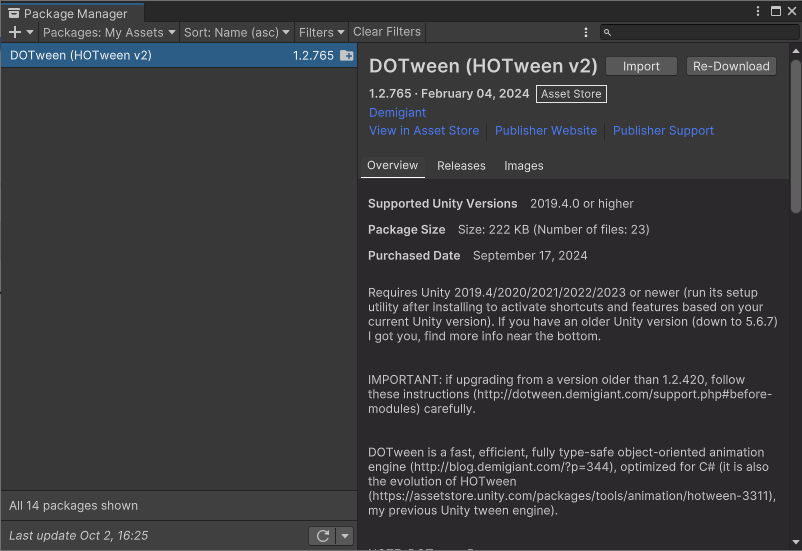 Package Manager
Packages: My Assets
Sort: Name (asc)
Filters
Clear Filters
DOTween (HOTween v2) 1.2.765
All 14 packages shown
Last update Oct 2, 16:25
DOTween (HOTween v2)
Import
Re-Download
1.2.765 · February 04, 2024
Asset Store
Demigiant
View in Asset Store
Publisher Website
Publisher Support
Overview
Releases
Images
Supported Unity Versions 2019.4.0 or higher
Package Size Size: 222 KB (Number of files: 23)
Purchased Date September 17, 2024
Requires Unity 2019.4/2020/2021/2022/2023 or newer (run its setup
utility after installing to activate shortcuts and features based on your
current Unity version). If you have an older Unity version (down to 5.6.7)
I got you, find more info near the bottom.
IMPORTANT: if upgrading from a version older than 1.2.420, follow
these instructions (http://dotween.demigiant.com/support.php#before-
modules) carefully.
DOTween is a fast, efficient, fully type-safe object-oriented animation
engine (http://blog.demigiant.com/?p=344), optimized for C# (it is also
the evolution of HOTween
(https://assetstore.unity.com/packages/tools/animation/hotween-3311),
my previous Unity tween engine).